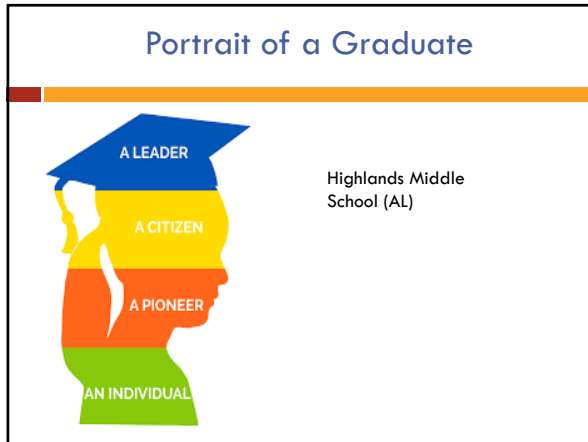 Portrait of a Graduate
A LEADER
A CITIZEN
A PIONEER
AN INDIVIDUAL
Highlands Middle
School (AL)